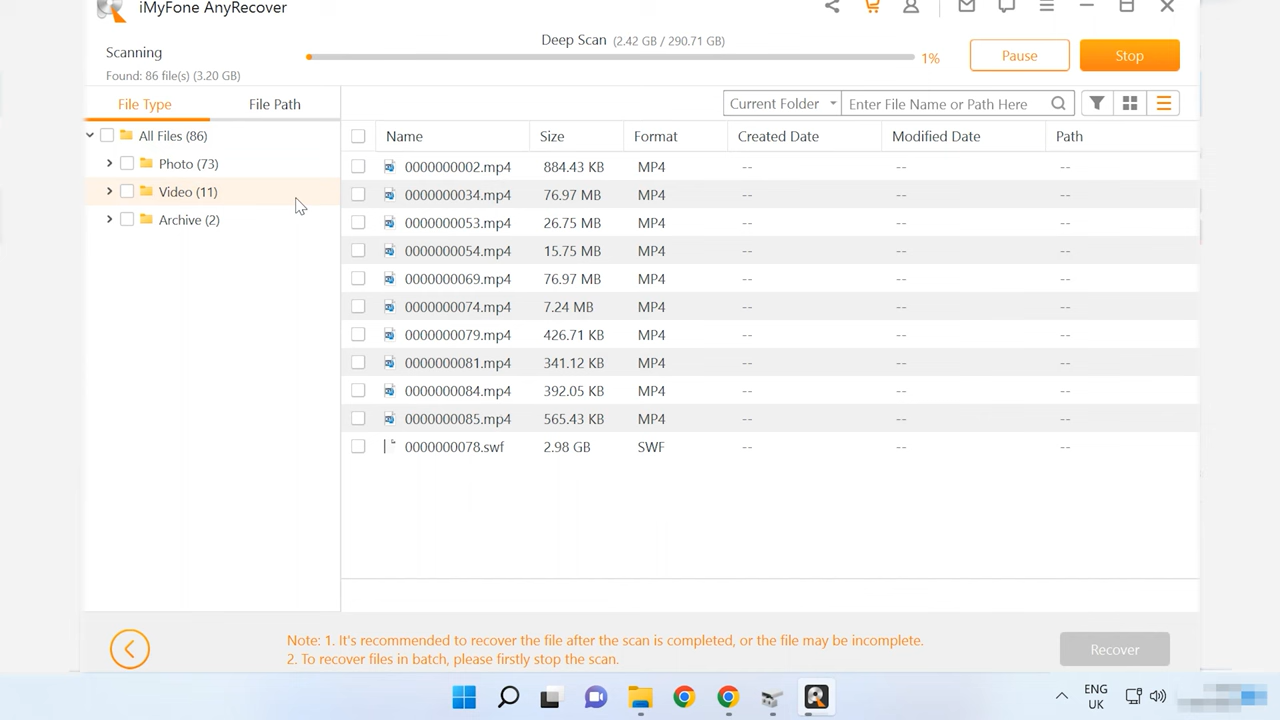 iMyFone AnyRecover
Scanning
Deep Scan (2.42 GB / 290.71 GB)
1%
Pause
Stop
Found: 86 file(s) (3.20 GB)
File Type
File Path
Current Folder
Enter File Name or Path Here
All Files (86)
Photo (73)
Video (11)
Archive (2)
Name Size Format Created Date Modified Date Path
0000000002.mp4 884.43 KB MP4 -- -- --
0000000034.mp4 76.97 MB MP4 -- -- --
0000000053.mp4 26.75 MB MP4 -- -- --
0000000054.mp4 15.75 MB MP4 -- -- --
0000000069.mp4 76.97 MB MP4 -- -- --
0000000074.mp4 7.24 MB MP4 -- -- --
0000000079.mp4 426.71 KB MP4 -- -- --
0000000081.mp4 341.12 KB MP4 -- -- --
0000000084.mp4 392.05 KB MP4 -- -- --
0000000085.mp4 565.43 KB MP4 -- -- --
0000000078.swf 2.98 GB SWF -- -- --
Note: 1. It's recommended to recover the file after the scan is completed, or the file may be incomplete.
2. To recover files in batch, please firstly stop the scan.
Recover
ENG
UK